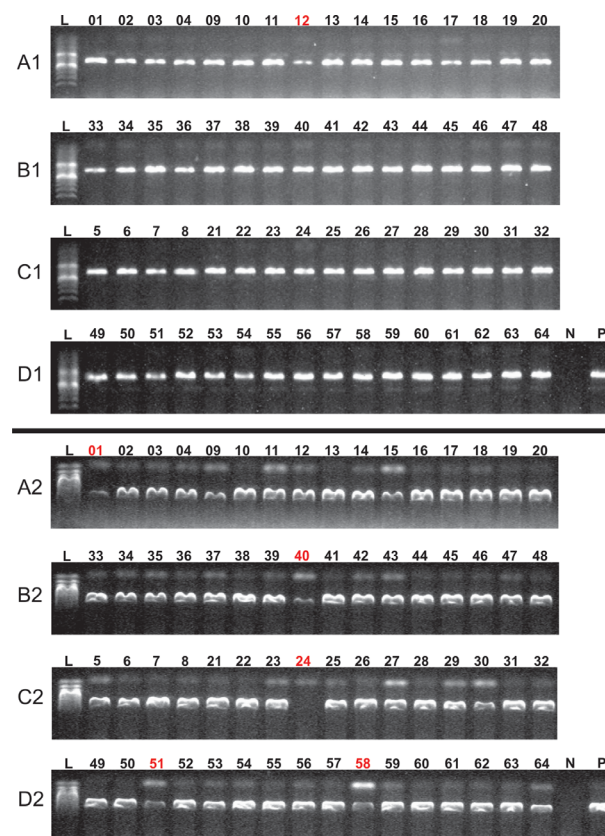 L 01 02 03 04 09 10 11 12 13 14 15 16 17 18 19 20
A1
L 33 34 35 36 37 38 39 40 41 42 43 44 45 46 47 48
B1
L 5 6 7 8 21 22 23 24 25 26 27 28 29 30 31 32
C1
L 49 50 51 52 53 54 55 56 57 58 59 60 61 62 63 64 N P
D1
L 01 02 03 04 09 10 11 12 13 14 15 16 17 18 19 20
A2
L 33 34 35 36 37 38 39 40 41 42 43 44 45 46 47 48
B2
L 5 6 7 8 21 22 23 24 25 26 27 28 29 30 31 32
C2
L 49 50 51 52 53 54 55 56 57 58 59 60 61 62 63 64 N P
D2